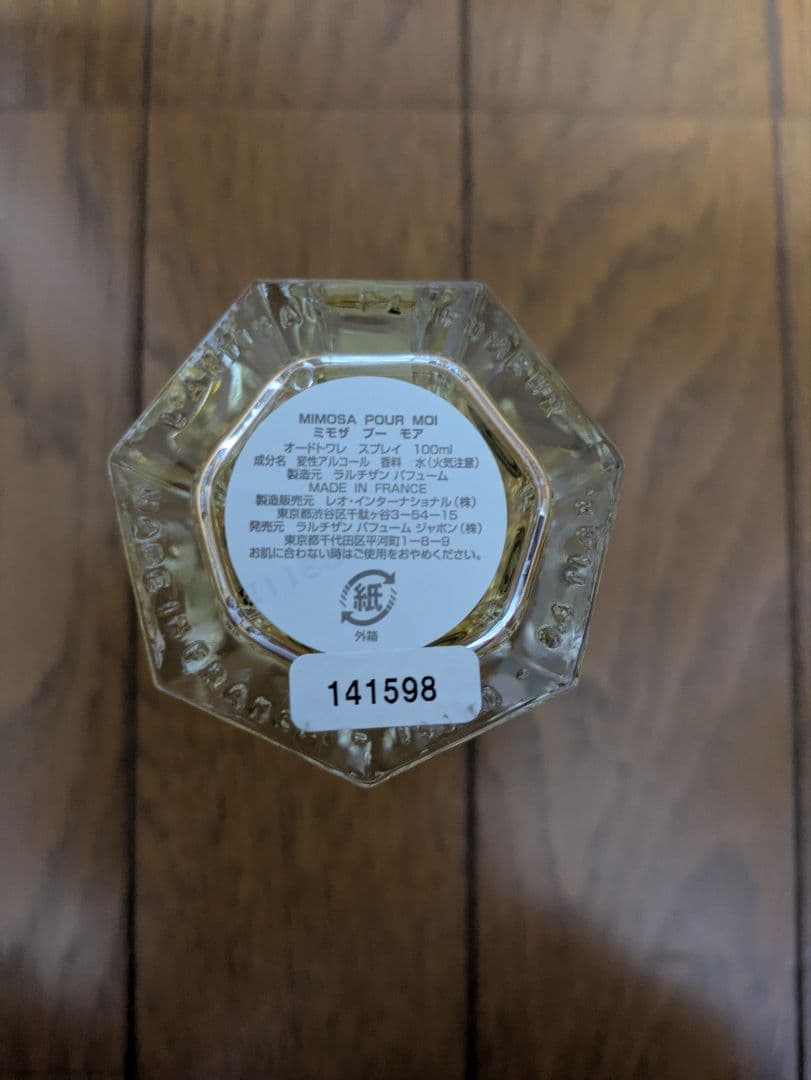 MIMOSA POUR MOI
ミモザ プー モア
オードトワレ スプレイ 100ml
成分名 変性アルコール 香料 水(火気注意)
製造元 ラルチザン パフューム
MADE IN FRANCE
製造販売元 レオ・インターナショナル(株)
東京都渋谷区千駄ヶ谷3-54-15
発売元 ラルチザン パフューム ジャポン(株)
東京都千代田区平河町1-8-9
お肌に合わない時はご使用をおやめください。
紙
外箱
141598
L'ARTISAN PARFUMEUR
MADE IN FRANCE